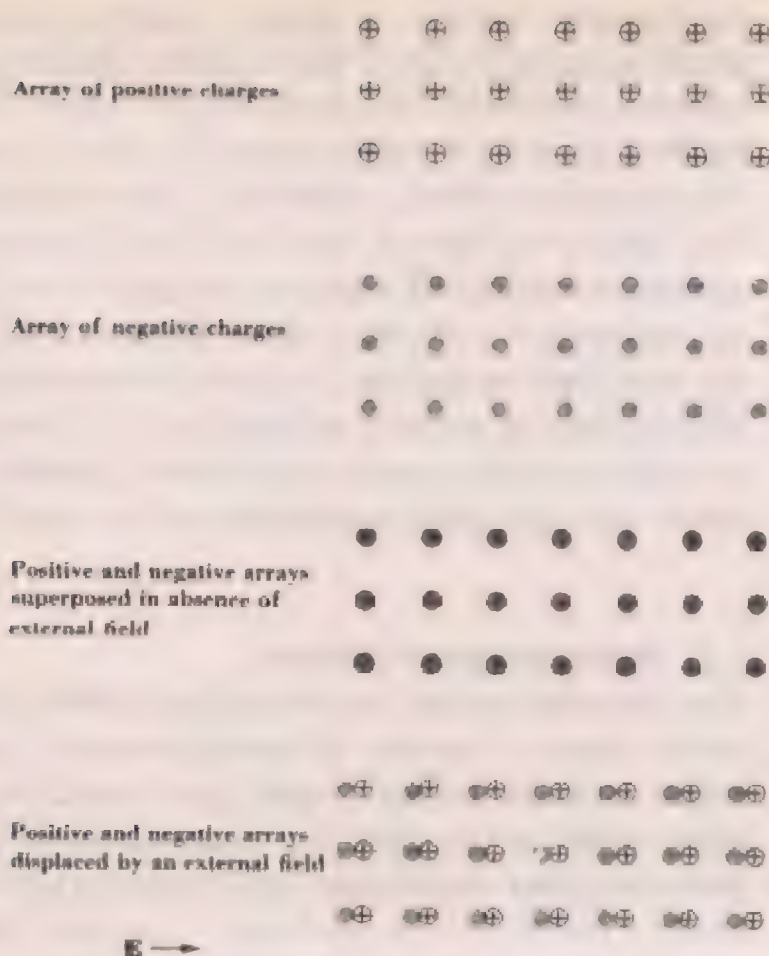 Array of positive charges
Array of negative charges
Positive and negative arrays
superposed in absence of
external field
Positive and negative arrays
displaced by an external field
E